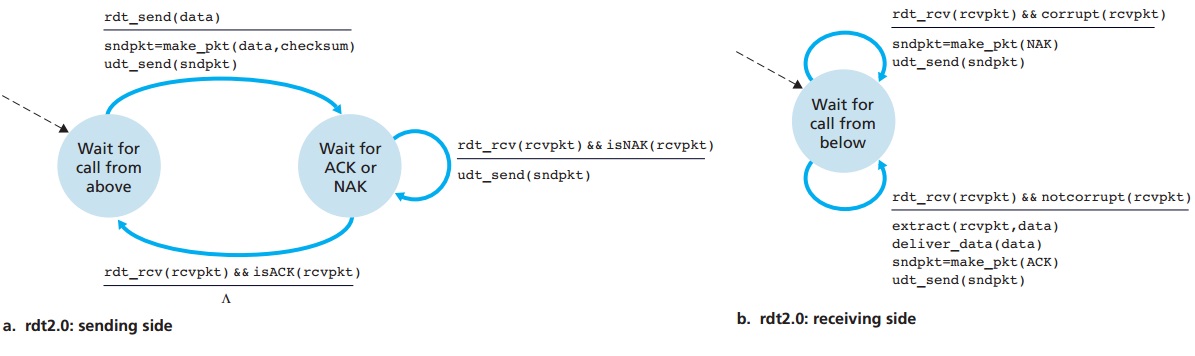 rdt_send(data)
sndpkt=make_pkt(data,checksum)
udt_send(sndpkt)
Wait for
call from
above
Wait for
ACK or
NAK
rdt_rcv(rcvpkt) && isNAK(rcvpkt)
udt_send(sndpkt)
rdt_rcv(rcvpkt) && isACK(rcvpkt)
Λ
a. rdt2.0: sending side
rdt_rcv(rcvpkt) && corrupt(rcvpkt)
sndpkt=make_pkt(NAK)
udt_send(sndpkt)
Wait for
call from
below
rdt_rcv(rcvpkt) && notcorrupt(rcvpkt)
extract(rcvpkt,data)
deliver_data(data)
sndpkt=make_pkt(ACK)
udt_send(sndpkt)
b. rdt2.0: receiving side